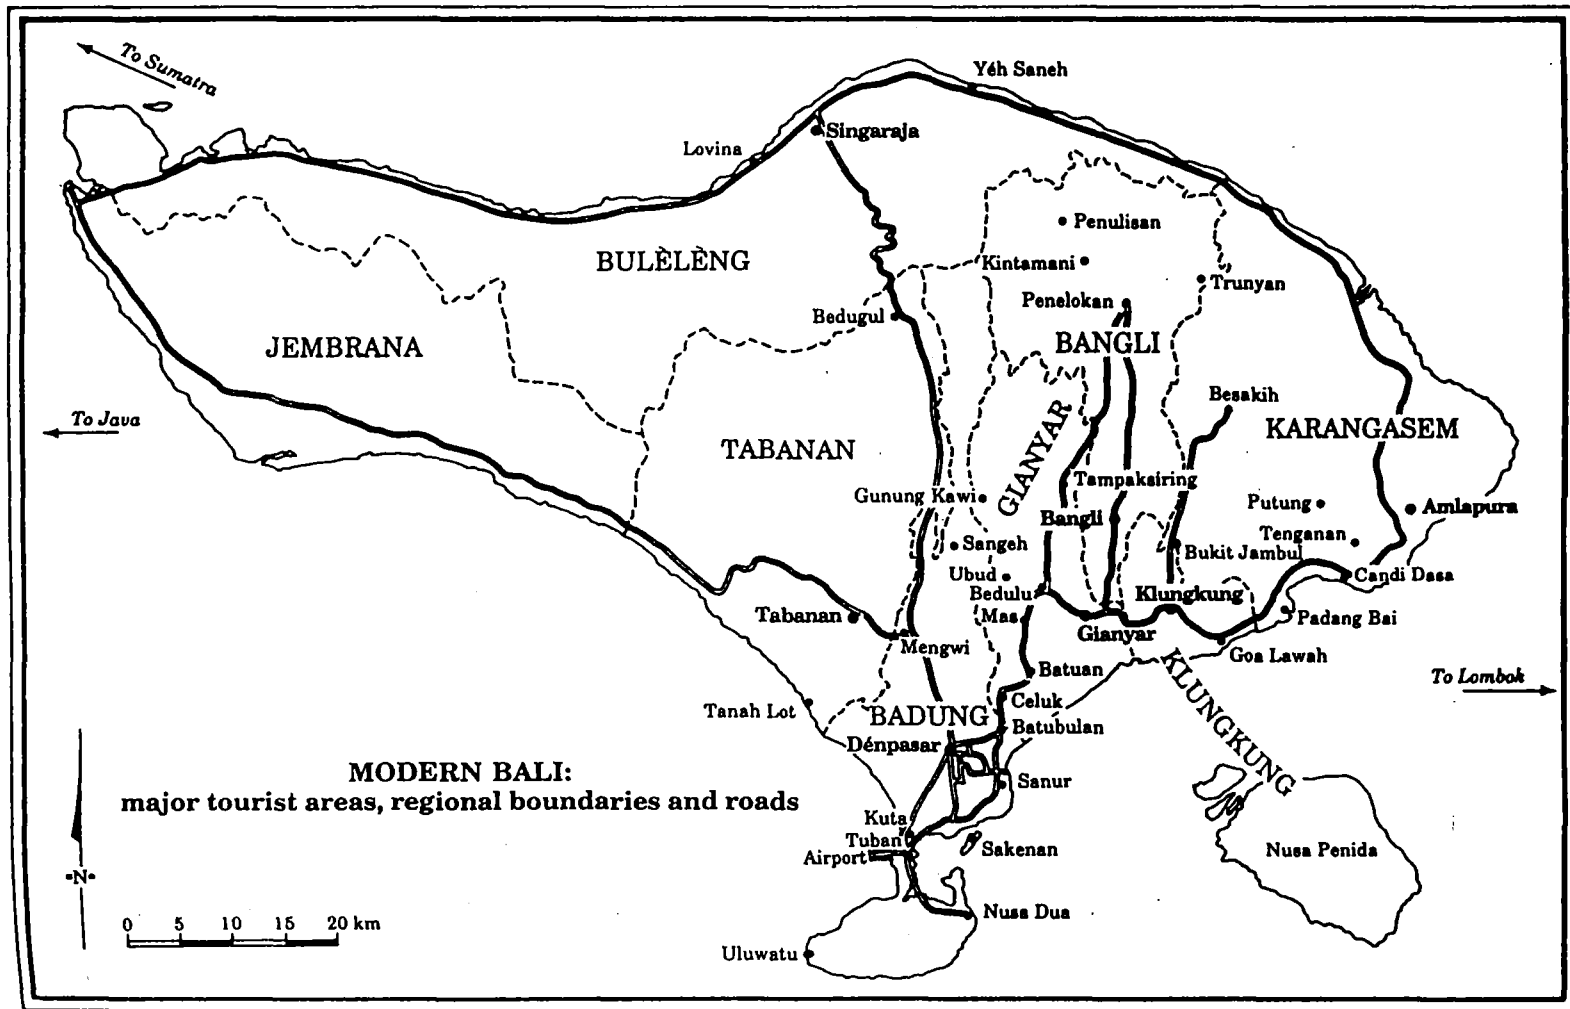 To Sumatra
Yéh Saneh
Singaraja
Lovina
Penulisan
BULÈLÈNG
Kintamani
Trunyan
Penelokan
Bedugul
JEMBRANA
BANGLI
Besakih
To Java
KARANGASEM
GIANYAR
TABANAN
Tampaksiring
Gunung Kawi
Putung
Amlapura
Bangli
Tenganan
Sangeh
Bukit Jambul
Ubud
Candi Dasa
Bedulu
Klungkung
Tabanan
Mas
Padang Bai
Gianyar
Mengwi
Goa Lawah
Batuan
KLUNGKUNG
To Lombok
Celuk
Tanah Lot
BADUNG
Batubulan
Dénpasar
MODERN BALI:
major tourist areas, regional boundaries and roads
Sanur
Kuta
Tuban
Sakenan
Nusa Penida
Airport
N
Nusa Dua
0 5 10 15 20 km
Uluwatu